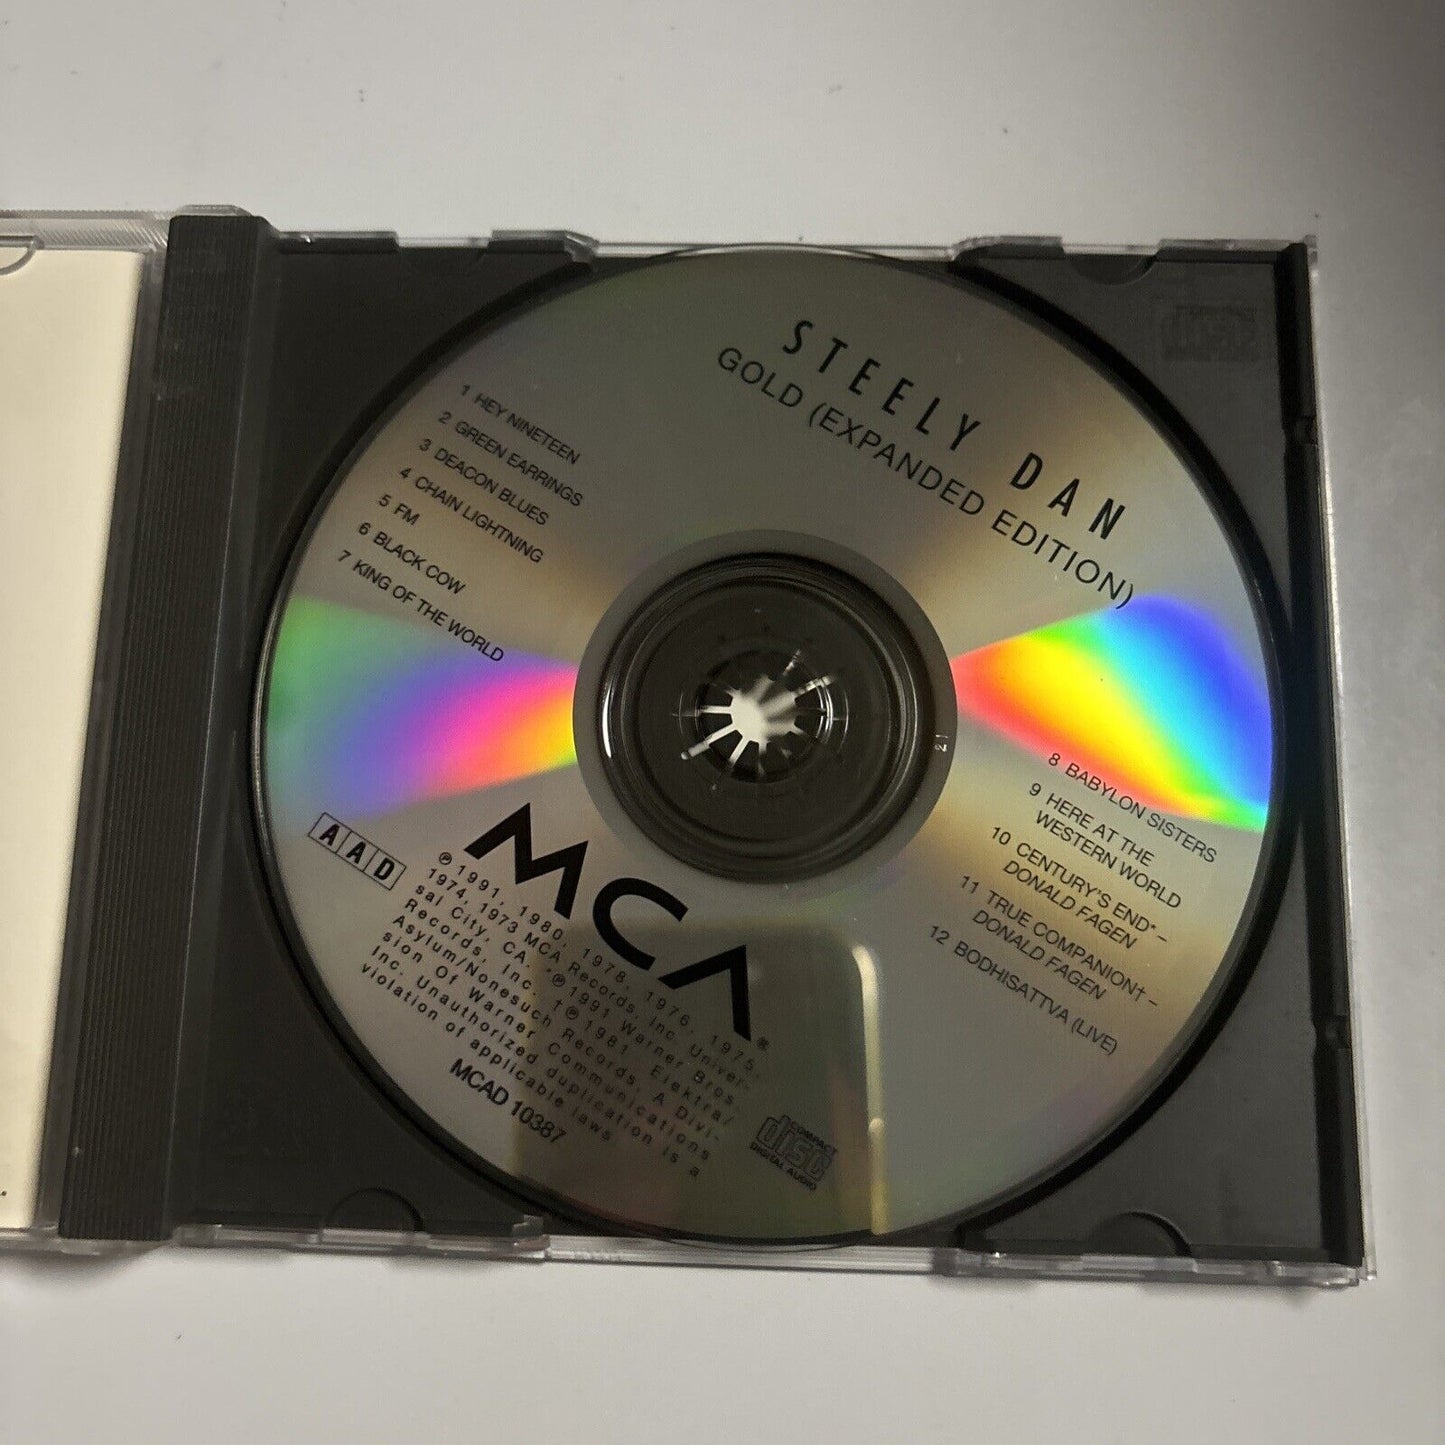 STEELY DAN
GOLD (EXPANDED EDITION)
1 HEY NINETEEN
2 GREEN EARRINGS
3 DEACON BLUES
4 CHAIN LIGHTNING
5 FM
6 BLACK COW
7 KING OF THE WORLD
8 BABYLON SISTERS
9 HERE AT THE
WESTERN WORLD
10 CENTURY'S END* –
DONALD FAGEN
11 TRUE COMPANION† –
DONALD FAGEN
12 BODHISATTVA (LIVE)
AAD
MCA®
℗1991, 1980, 1978, 1976, 1975,
1974, 1973 MCA Records, Inc. Univer-
sal City, CA. *℗1991 Warner Bros.
Records, Inc. †℗1981 Elektra/
Asylum/Nonesuch Records, A Divi-
sion Of Warner Communications
Inc. Unauthorized duplication is a
violation of applicable laws
MCAD 10387
COMPACT
disc
DIGITAL AUDIO